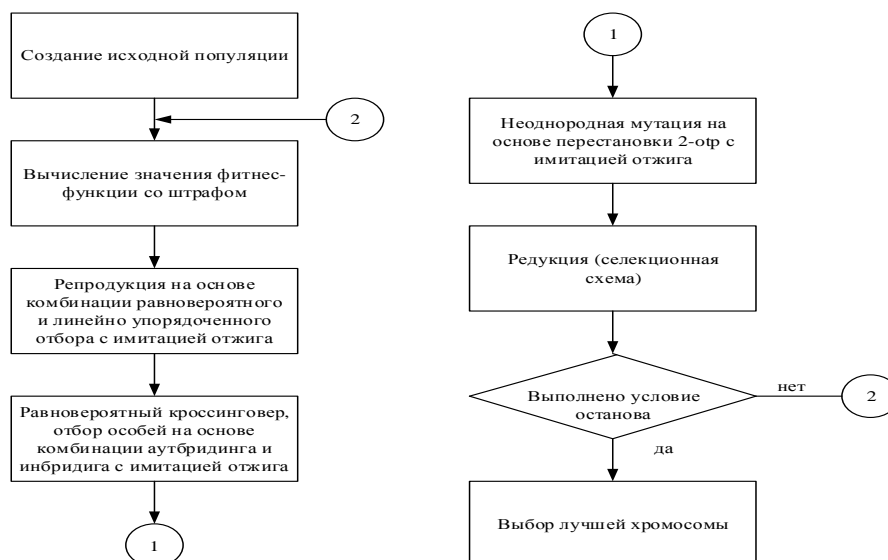 Создание исходной популяции
2
Вычисление значения фитнес-
функции со штрафом
Репродукция на основе
комбинации равновероятного
и линейно упорядоченного
отбора с имитацией отжига
Равновероятный кроссинговер,
отбор особей на основе
комбинации аутбридинга и
инбридига с имитацией отжига
1
1
Неоднородная мутация на
основе перестановки 2-otp с
имитацией отжига
Редукция (селекционная
схема)
Выполнено условие
останова
нет
2
да
Выбор лучшей хромосомы